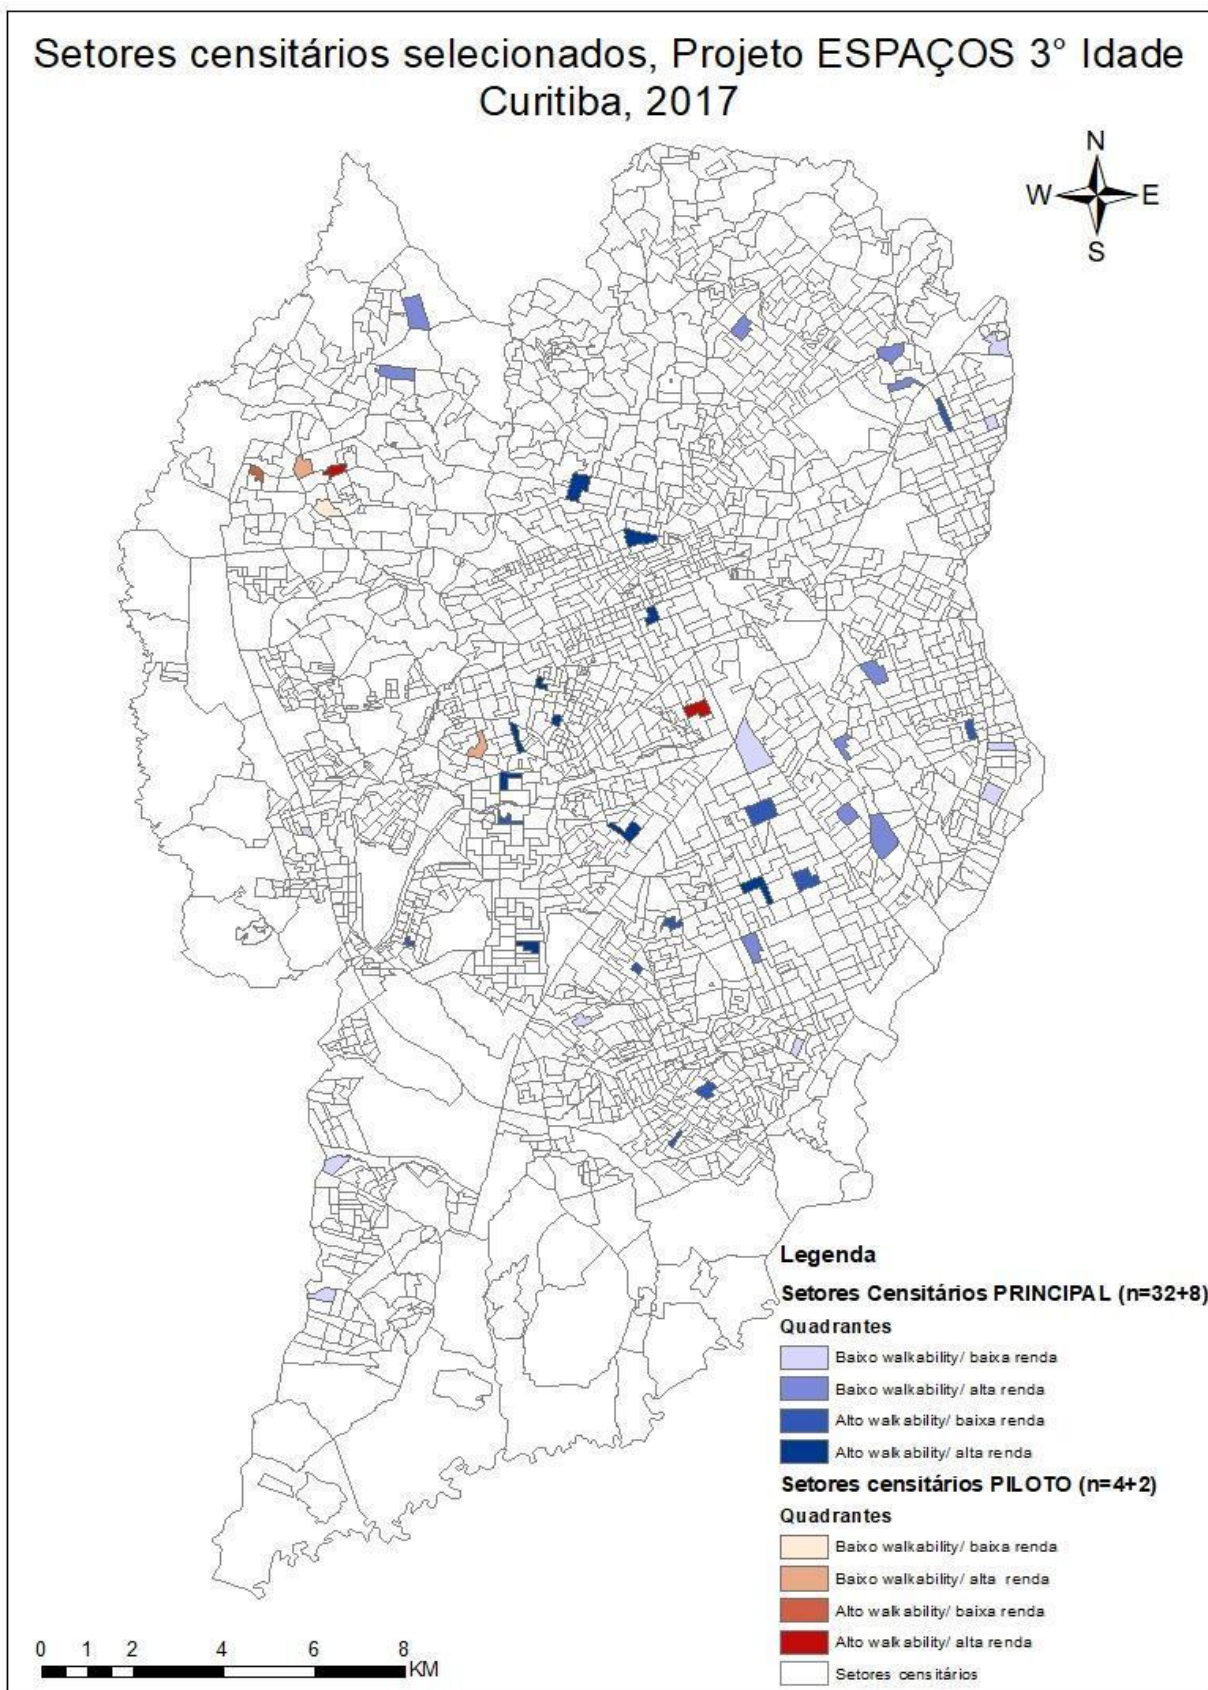 Setores censitários selecionados, Projeto ESPAÇOS 3° Idade
Curitiba, 2017
N
W E
S
Legenda
Setores Censitários PRINCIPAL (n=32+8)
Quadrantes
Baixo walkability/ baixa renda
Baixo walkability/ alta renda
Alto walkability/ baixa renda
Alto walkability/ alta renda
Setores censitários PILOTO (n=4+2)
Quadrantes
Baixo walkability/ baixa renda
Baixo walkability/ alta renda
Alto walkability/ baixa renda
Alto walkability/ alta renda
Setores censitários
0 1 2 4 6 8
KM